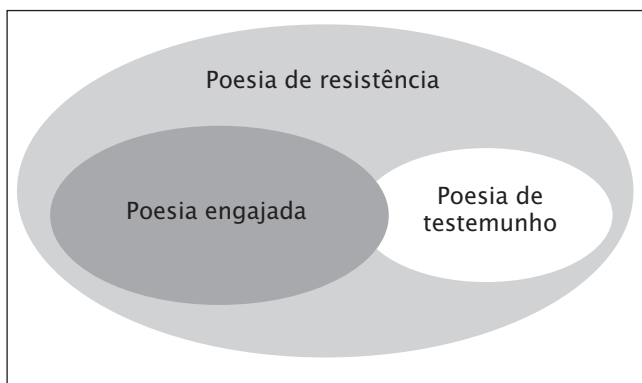 Poesia de resistência
Poesia engajada
Poesia de
testemunho